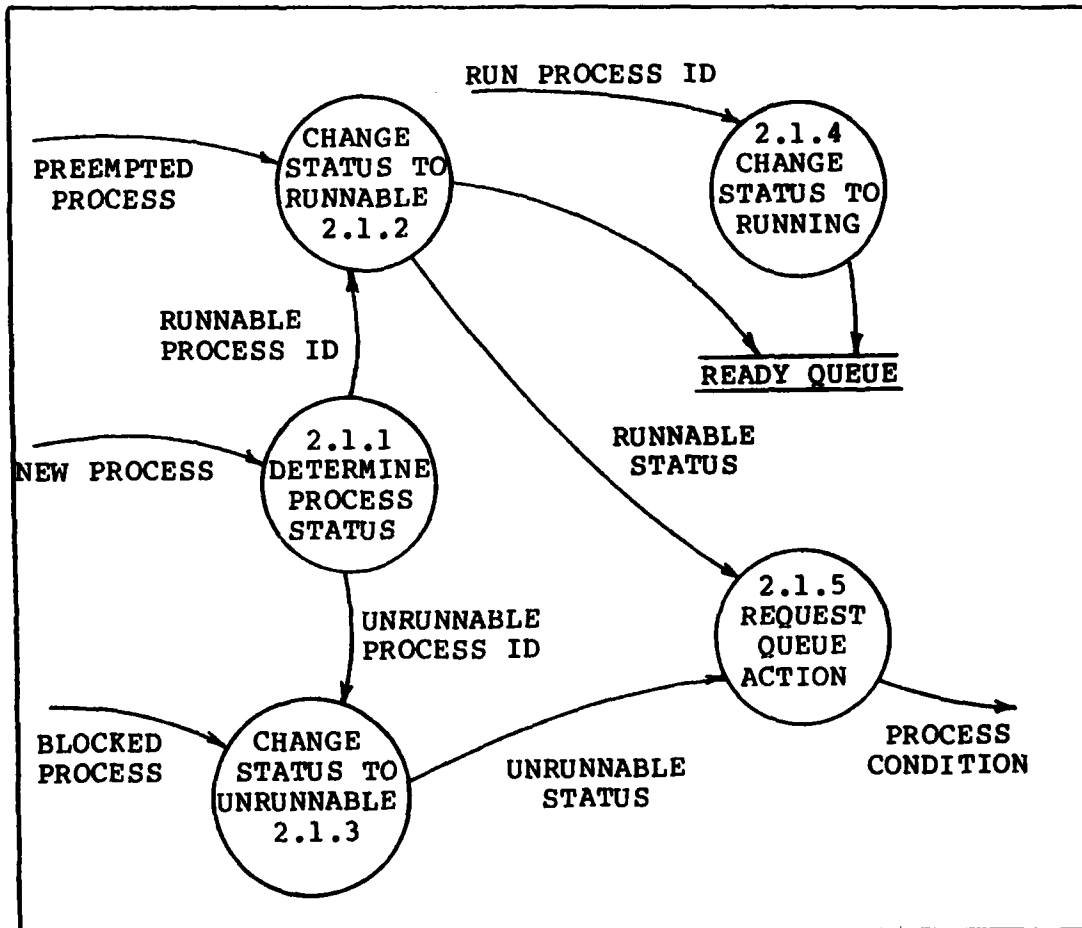 RUN PROCESS ID
CHANGE
STATUS TO
RUNNABLE
2.1.2
PREEMPTED
PROCESS
2.1.4
CHANGE
STATUS TO
RUNNING
RUNNABLE
PROCESS ID
READY QUEUE
NEW PROCESS
2.1.1
DETERMINE
PROCESS
STATUS
RUNNABLE
STATUS
UNRUNNABLE
PROCESS ID
2.1.5
REQUEST
QUEUE
ACTION
BLOCKED
PROCESS
CHANGE
STATUS TO
UNRUNNABLE
2.1.3
UNRUNNABLE
STATUS
PROCESS
CONDITION